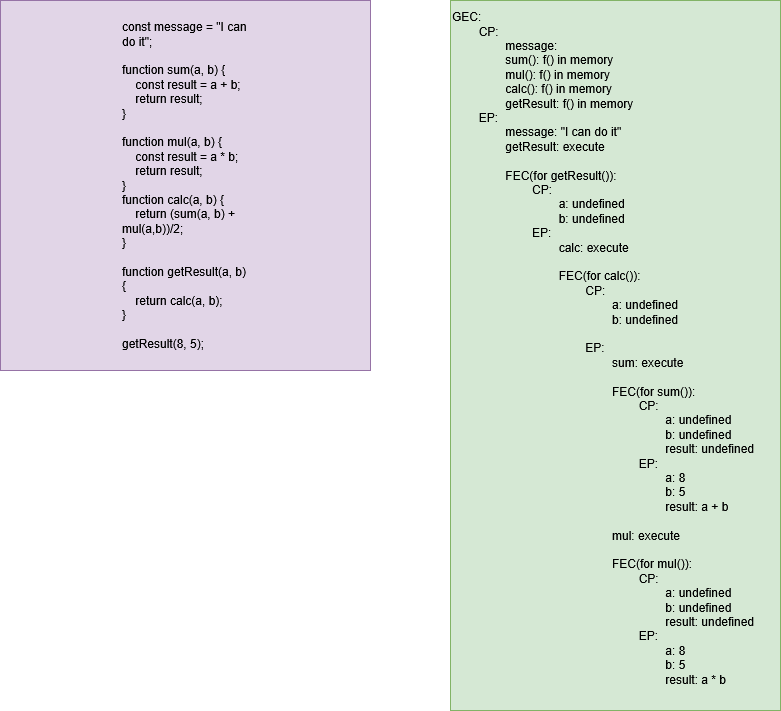 const message = "I can
do it";
function sum(a, b) {
const result = a + b;
return result;
}
function mul(a, b) {
const result = a * b;
return result;
}
function calc(a, b) {
return (sum(a, b) +
mul(a,b))/2;
}
function getResult(a, b)
{
return calc(a, b);
}
getResult(8, 5);
GEC:
CP:
message:
sum(): f() in memory
mul(): f() in memory
calc(): f() in memory
getResult: f() in memory
EP:
message: "I can do it"
getResult: execute
FEC(for getResult()):
CP:
a: undefined
b: undefined
EP:
calc: execute
FEC(for calc()):
CP:
a: undefined
b: undefined
EP:
sum: execute
FEC(for sum()):
CP:
a: undefined
b: undefined
result: undefined
EP:
a: 8
b: 5
result: a + b
mul: execute
FEC(for mul()):
CP:
a: undefined
b: undefined
result: undefined
EP:
a: 8
b: 5
result: a * b